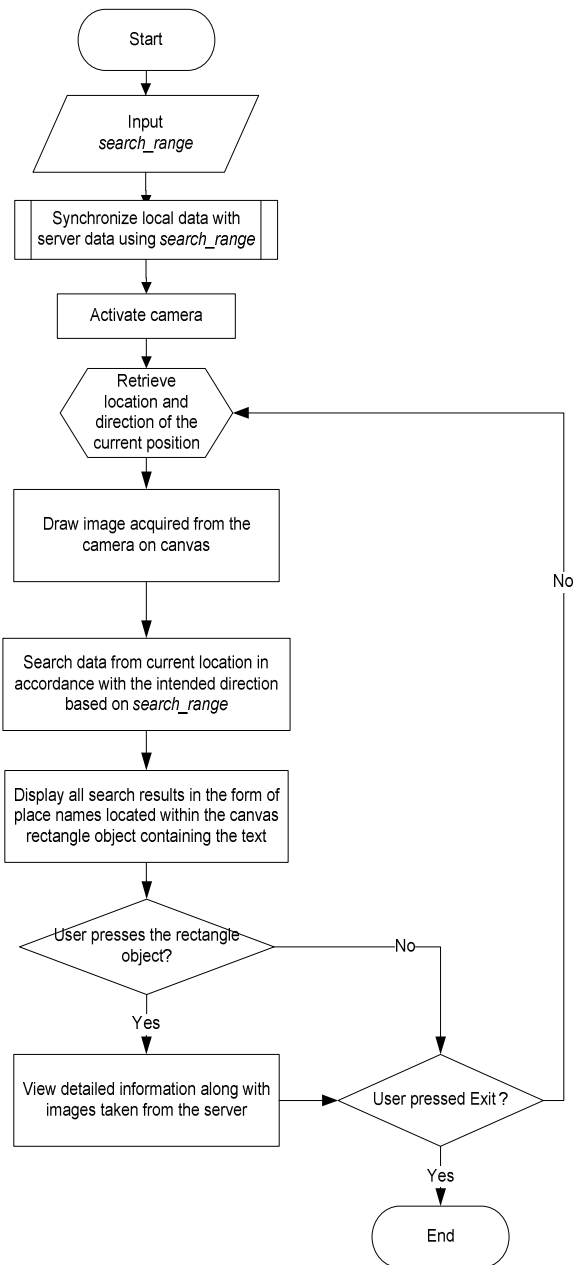 Start
Input
search_range
Synchronize local data with
server data using search_range
Activate camera
Retrieve
location and
direction of the
current position
Draw image acquired from the
camera on canvas
No
Search data from current location in
accordance with the intended direction
based on search_range
Display all search results in the form of
place names located within the canvas
rectangle object containing the text
User presses the rectangle
object?
No
Yes
View detailed information along with
images taken from the server
User pressed Exit ?
Yes
End